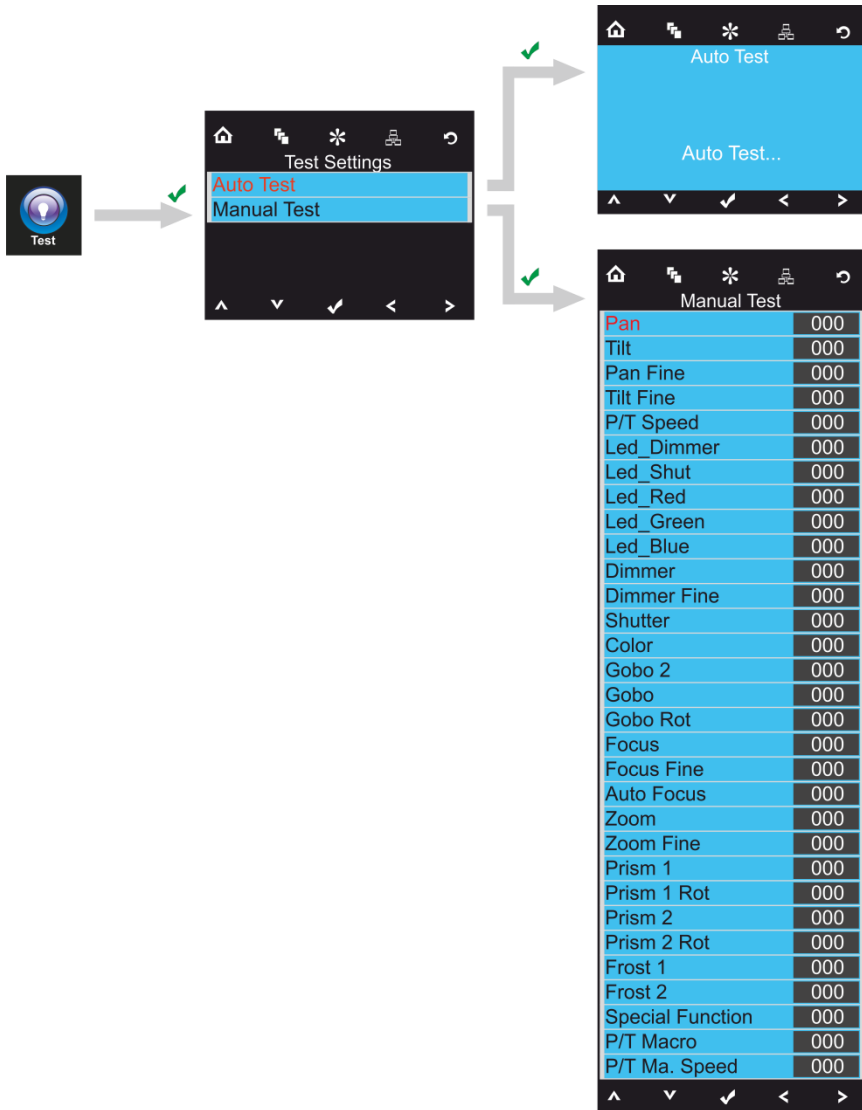 Test
Test Settings
Auto Test
Manual Test
Auto Test
Auto Test...
Manual Test
Pan 000
Tilt 000
Pan Fine 000
Tilt Fine 000
P/T Speed 000
Led_Dimmer 000
Led_Shut 000
Led_Red 000
Led_Green 000
Led_Blue 000
Dimmer 000
Dimmer Fine 000
Shutter 000
Color 000
Gobo 2 000
Gobo 000
Gobo Rot 000
Focus 000
Focus Fine 000
Auto Focus 000
Zoom 000
Zoom Fine 000
Prism 1 000
Prism 1 Rot 000
Prism 2 000
Prism 2 Rot 000
Frost 1 000
Frost 2 000
Special Function 000
P/T Macro 000
P/T Ma. Speed 000